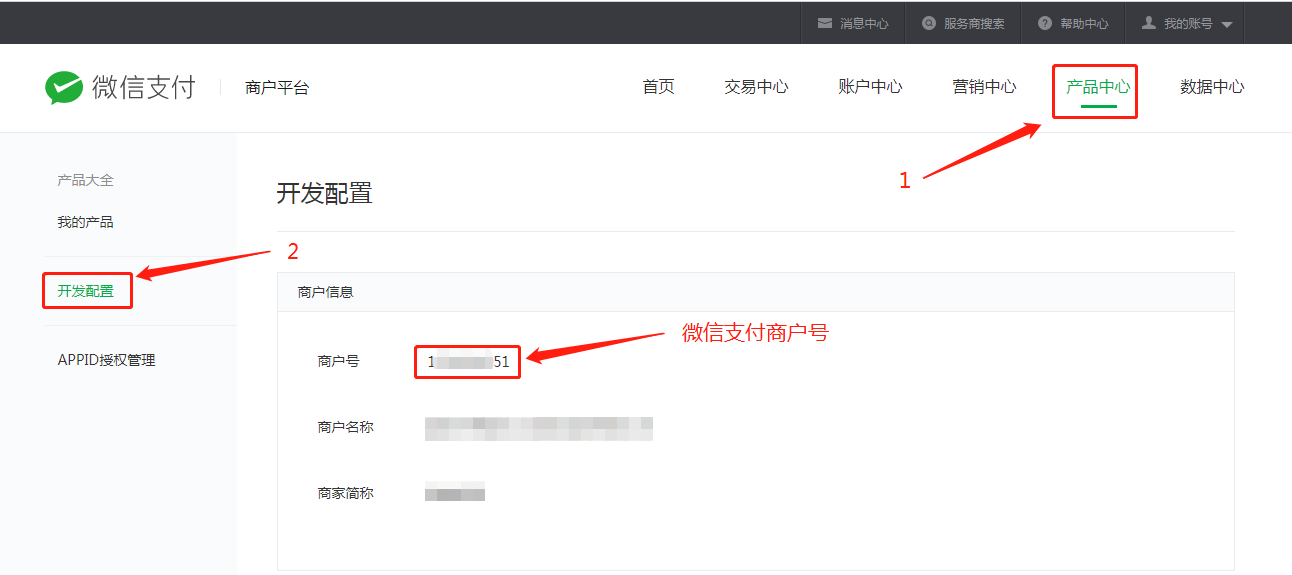 消息中心 服务商搜索 帮助中心 我的账号
微信支付 商户平台 首页 交易中心 账户中心 营销中心 产品中心 数据中心
1
产品大全
开发配置
我的产品
2
开发配置
商户信息
微信支付商户号
APPID授权管理
商户号 1 51
商户名称
商家简称